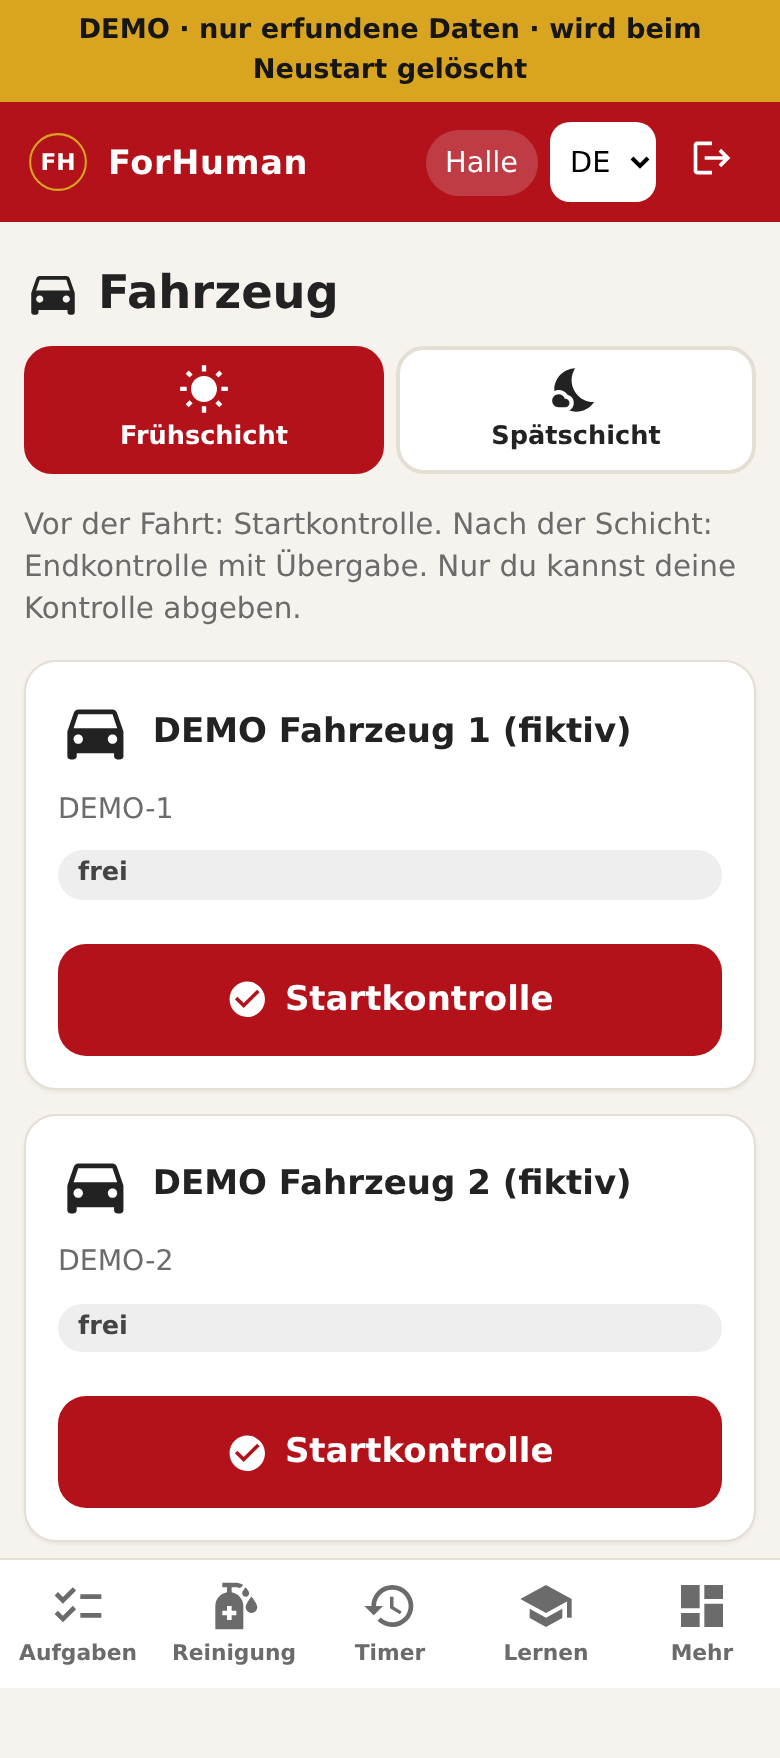 DEMO · nur erfundene Daten · wird beim
Neustart gelöscht
FH ForHuman Halle DE
Fahrzeug
Frühschicht Spätschicht
Vor der Fahrt: Startkontrolle. Nach der Schicht:
Endkontrolle mit Übergabe. Nur du kannst deine
Kontrolle abgeben.
DEMO Fahrzeug 1 (fiktiv)
DEMO-1
frei
Startkontrolle
DEMO Fahrzeug 2 (fiktiv)
DEMO-2
frei
Startkontrolle
Aufgaben Reinigung Timer Lernen Mehr